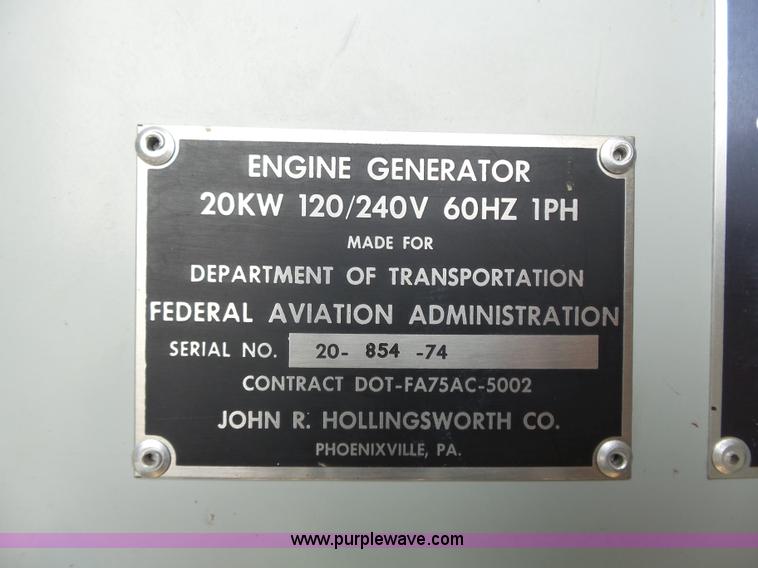 ENGINE GENERATOR
20KW 120/240V 60HZ 1PH
MADE FOR
DEPARTMENT OF TRANSPORTATION
FEDERAL AVIATION ADMINISTRATION
SERIAL NO. 20- 854 -74
CONTRACT DOT-FA75AC-5002
JOHN R. HOLLINGSWORTH CO.
PHOENIXVILLE, PA.
www.purplewave.com